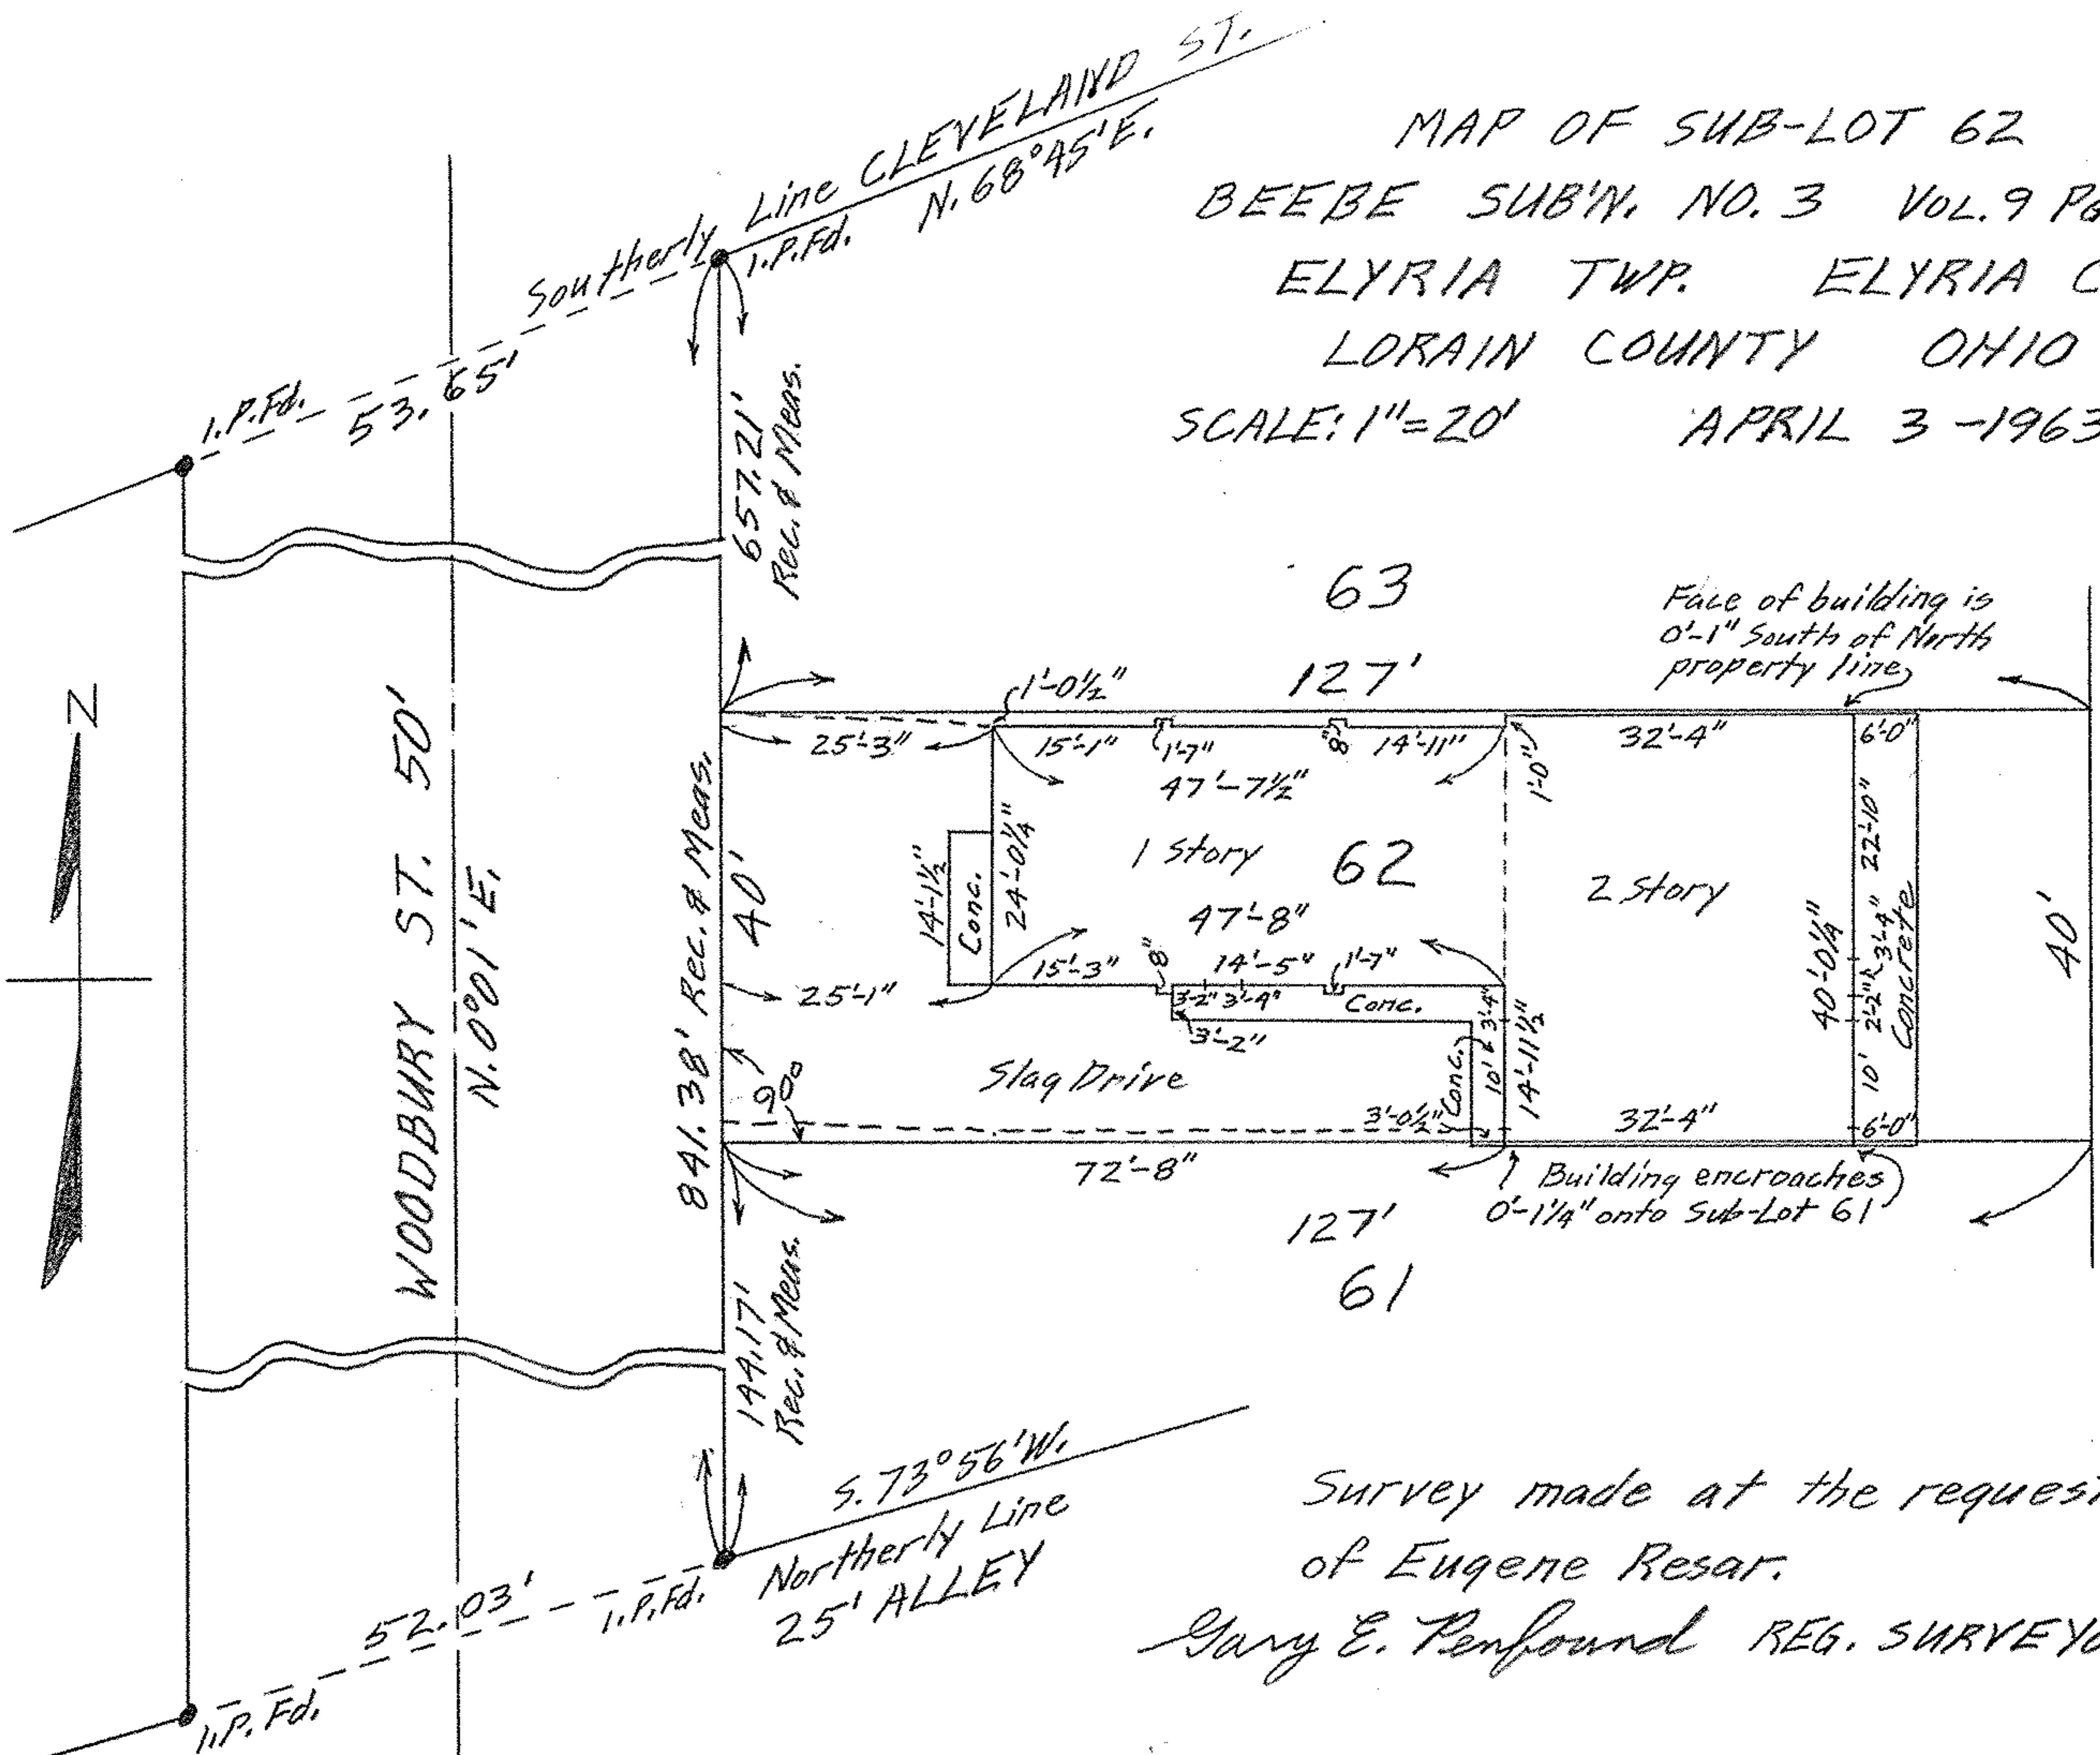 MAP OF SUB-LOT 62
BEEBE SUB'N. NO. 3 VOL. 9
ELYRIA TWP. ELYRIA
LORAIN COUNTY OHIO
SCALE: 1"=20' APRIL 3-1963
Southerly Line CLEVELAND ST.
N. 68°45'E.
I.P.Fd.
I.P.Fd.
53.65'
657.21'
Rec. & Meas.
N
WOODBURY ST. 50'
N.0°01'E.
841.38' Rec. & Meas.
40'
63
127'
Face of building is
0'-1" South of North
property line
1'-0½"
25'-3"
15'-1"
1'-7"
8"
14'-11"
47'-7½"
1'-0"
32'-4"
6'-0"
14'-1½"
Conc.
24'-0¼"
1 Story
62
2 Story
47'-8"
22'-10"
3'-4"
2'-2"
10'
40'-0¼"
Concrete
40'
25'-1"
15'-3"
8"
14'-5"
1'-7"
3'-2"
3'-4"
Conc.
3'-2"
3'-4"
14'-11½"
10'
Conc.
90°
Slag Drive
3'-0½"
32'-4"
6'-0"
72'-8"
Building encroaches
0'-1¼" onto Sub-Lot 61
127'
61
144.17'
Rec. & Meas.
S. 73°56'W.
Northerly Line
25' ALLEY
52.03'
I.P.Fd.
I.P. Fd.
Survey made at the request
of Eugene Resar.
Gary E. Penfound REG. SURVEYO